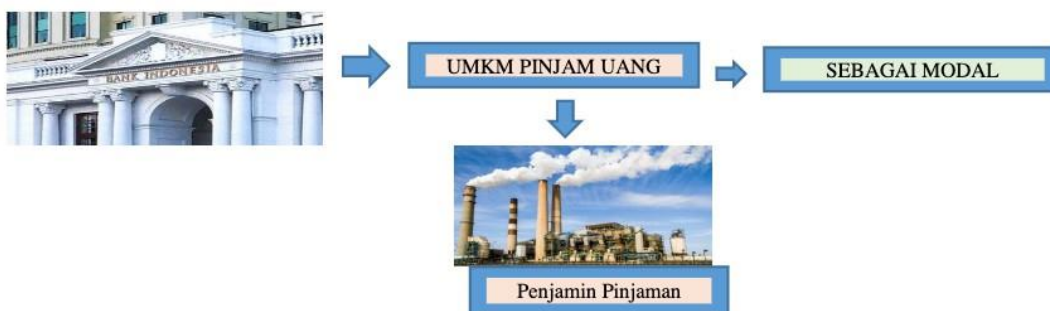 BANK INDONESIA
UMKM PINJAM UANG
SEBAGAI MODAL
Penjamin Pinjaman